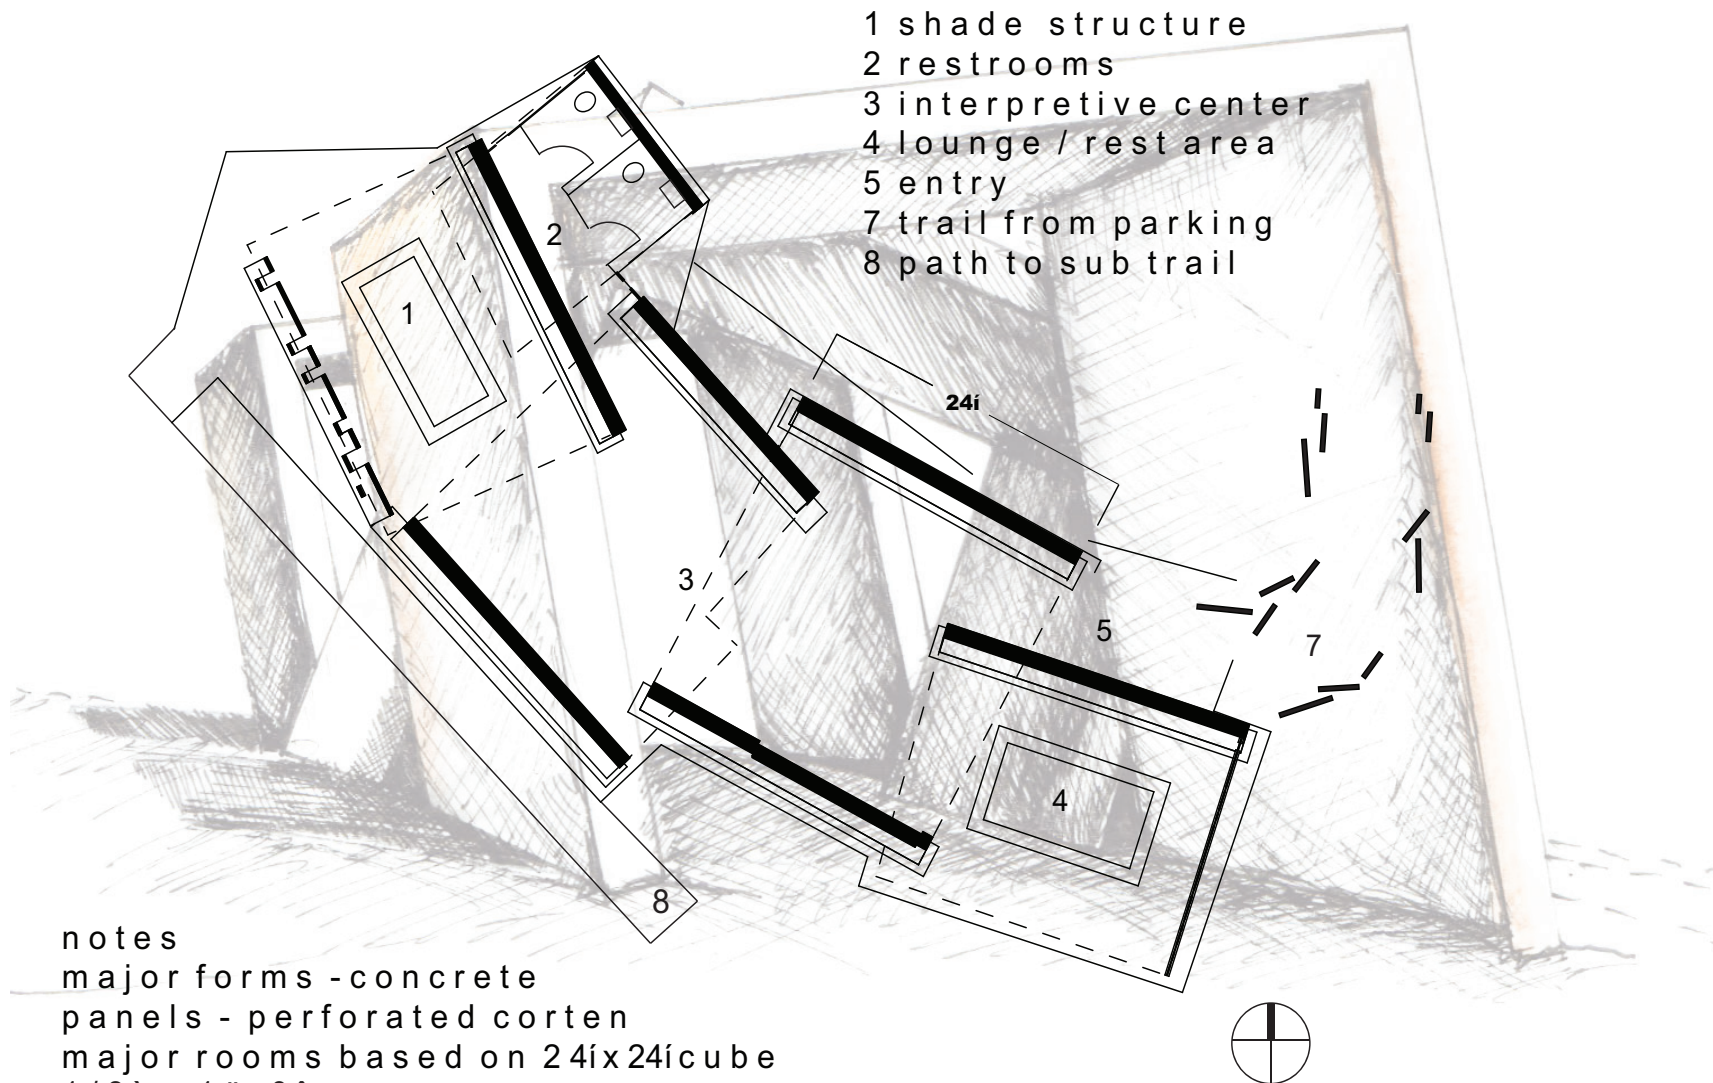 1 shade structure
2 restrooms
3 interpretive center
4 lounge / rest area
5 entry
7 trail from parking
8 path to sub trail
2
1
24í
3
5
7
4
8
notes
major forms - concrete
panels - perforated corten
major rooms based on 24íx24ícube